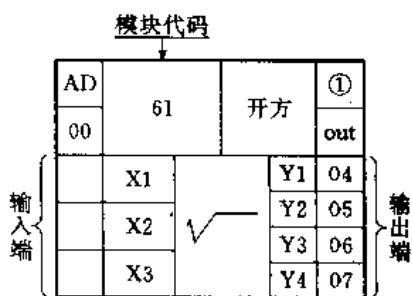 模块代码
AD 61 开方 ①
00 out
输入端
X1 Y1 04
X2 √ Y2 05
Y3 06
X3 Y4 07
输出端